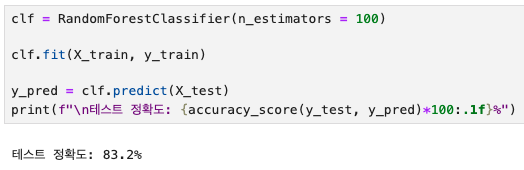 clf = RandomForestClassifier(n_estimators = 100)
clf.fit(X_train, y_train)
y_pred = clf.predict(X_test)
print(f"\n테스트 정확도: {accuracy_score(y_test, y_pred)*100:.1f}%")
테스트 정확도: 83.2%